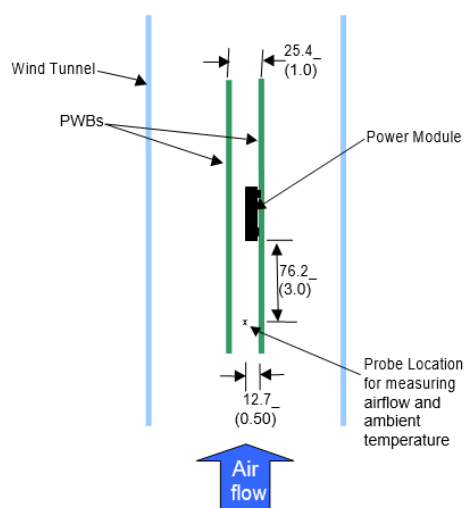 25.4_
(1.0)
Wind Tunnel
PWBs
Power Module
76.2_
(3.0)
x
Probe Location
for measuring
airflow and
ambient
temperature
12.7_
(0.50)
Air
flow